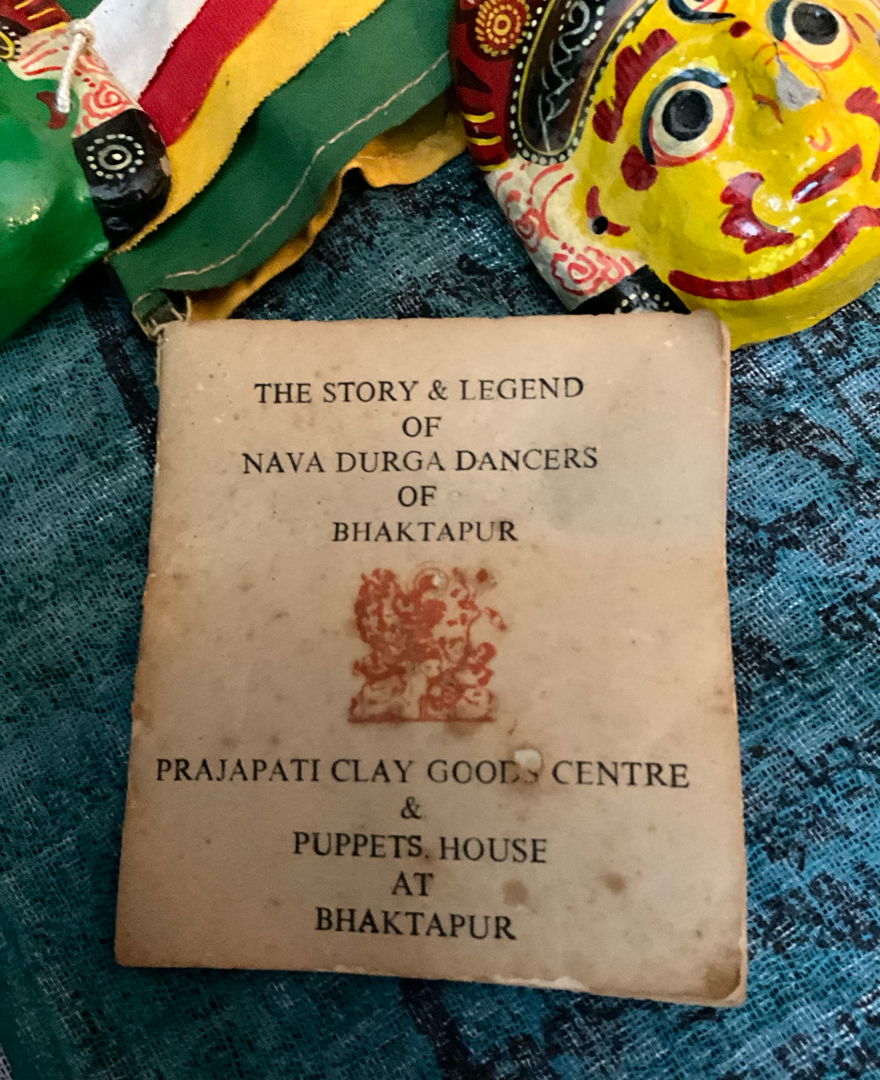 THE STORY & LEGEND
OF
NAVA DURGA DANCERS
OF
BHAKTAPUR
PRAJAPATI CLAY GOODS CENTRE
&
PUPPETS HOUSE
AT
BHAKTAPUR